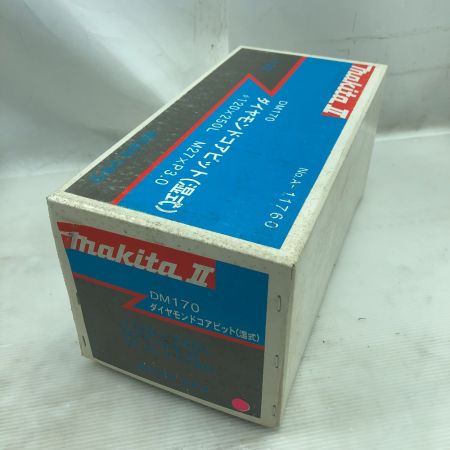 makita II
DM170
ダイヤモンドコアビット(湿式)
φ120×250L M27×P3.0
No.A-11760
makita II
DM170
ダイヤモンドコアビット(湿式)